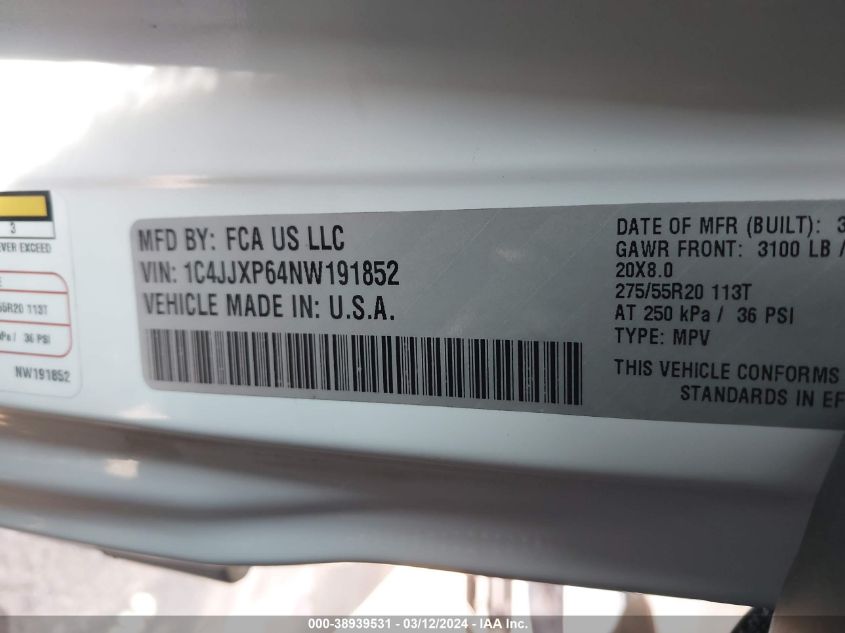 3
EVER EXCEED
55R20 113T
kPa / 36 PSI
NW191852
MFD BY: FCA US LLC
VIN: 1C4JJXP64NW191852
VEHICLE MADE IN: U.S.A.
DATE OF MFR (BUILT): 3
GAWR FRONT: 3100 LB /
20X8.0
275/55R20 113T
AT 250 kPa / 36 PSI
TYPE: MPV
THIS VEHICLE CONFORMS
STANDARDS IN EF
000-38939531 - 03/12/2024 - IAA Inc.